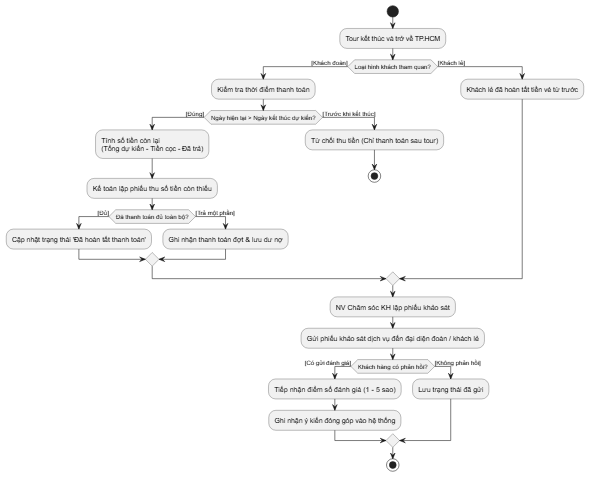 Tour kết thúc và trở về TP.HCM
[Khách đoàn]
Loại hình khách tham quan?
[Khách lẻ]
Kiểm tra thời điểm thanh toán
Khách lẻ đã hoàn tất tiền vé từ trước
[Đúng]
Ngày hiện tại > Ngày kết thúc dự kiến?
[Trước khi kết thúc]
Tính số tiền còn lại
(Tổng dự kiến - Tiền cọc - Đã trả)
Từ chối thu tiền (Chỉ thanh toán sau tour)
Kế toán lập phiếu thu số tiền còn thiếu
[Đủ]
Đã thanh toán đủ toàn bộ?
[Trả một phần]
Cập nhật trạng thái 'Đã hoàn tất thanh toán'
Ghi nhận thanh toán đợt & lưu dư nợ
NV Chăm sóc KH lập phiếu khảo sát
Gửi phiếu khảo sát dịch vụ đến đại diện đoàn / khách lẻ
[Có gửi đánh giá]
Khách hàng có phản hồi?
[Không phản hồi]
Tiếp nhận điểm số đánh giá (1 - 5 sao)
Lưu trạng thái đã gửi
Ghi nhận ý kiến đóng góp vào hệ thống